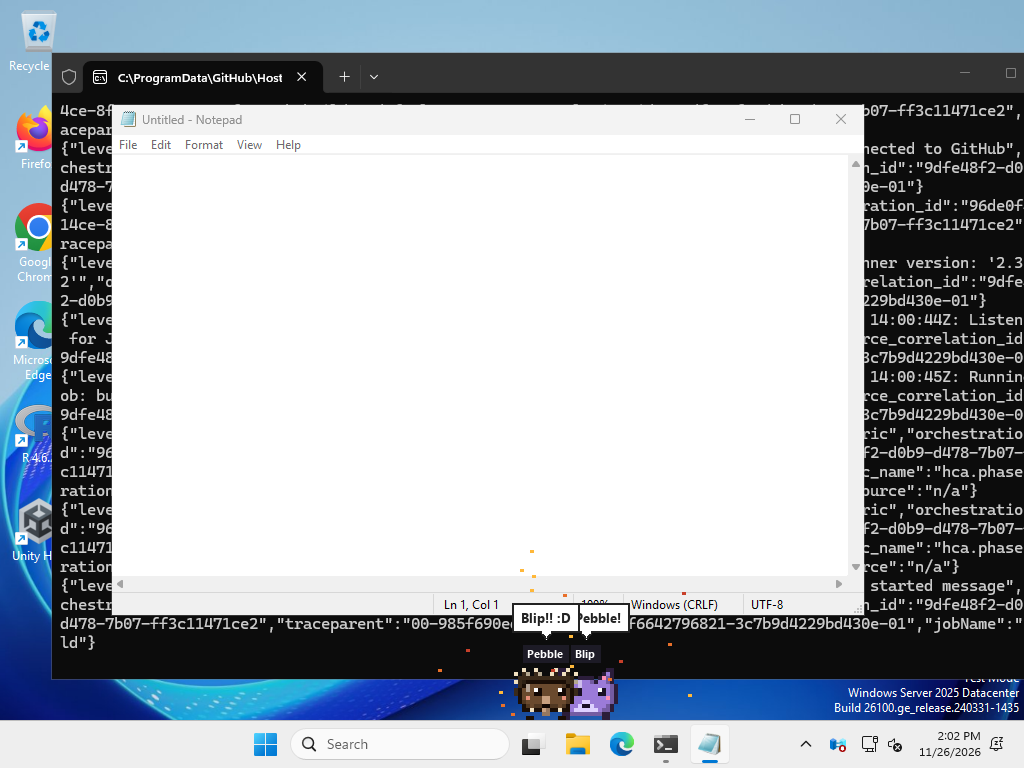 Recycle
Firefo
Googl
Chrom
Micros
Edge
R 4.6.
Unity H
C:\ProgramData\GitHub\Host
4ce-8f
7b07-ff3c11471ce2",
acepar
{"leve
nected to GitHub",
chestr
n_id":"9dfe48f2-d0
d478-7
0e-01"}
{"leve
ration_id":"96de0f
14ce-8
7b07-ff3c11471ce2"
racepa
{"leve
nner version: '2.3
2'","o
relation_id":"9dfe
2-d0b9
229bd430e-01"}
{"leve
14:00:44Z: Listen
for J
rce_correlation_id
9dfe48
3c7b9d4229bd430e-0
{"leve
14:00:45Z: Runnin
ob: bu
rce_correlation_id
9dfe48
3c7b9d4229bd430e-0
{"leve
ric","orchestratio
d":"96
f2-d0b9-d478-7b07-
c11471
c_name":"hca.phase
ration
ource":"n/a"}
{"leve
ric","orchestratio
d":"96
f2-d0b9-d478-7b07-
c11471
c_name":"hca.phase
ration
rce":"n/a"}
{"leve
started message",
chestr
n_id":"9dfe48f2-d0
d478-7b07-ff3c11471ce2","traceparent":"00-985f690e
f6642796821-3c7b9d4229bd430e-01","jobName":"
ld"}
Untitled - Notepad
File Edit Format View Help
Ln 1, Col 1 100% Windows (CRLF) UTF-8
Blip!! :D
Pebble!
Pebble
Blip
Test Mode
Windows Server 2025 Datacenter
Build 26100.ge_release.240331-1435
Search
2:02 PM
11/26/2026